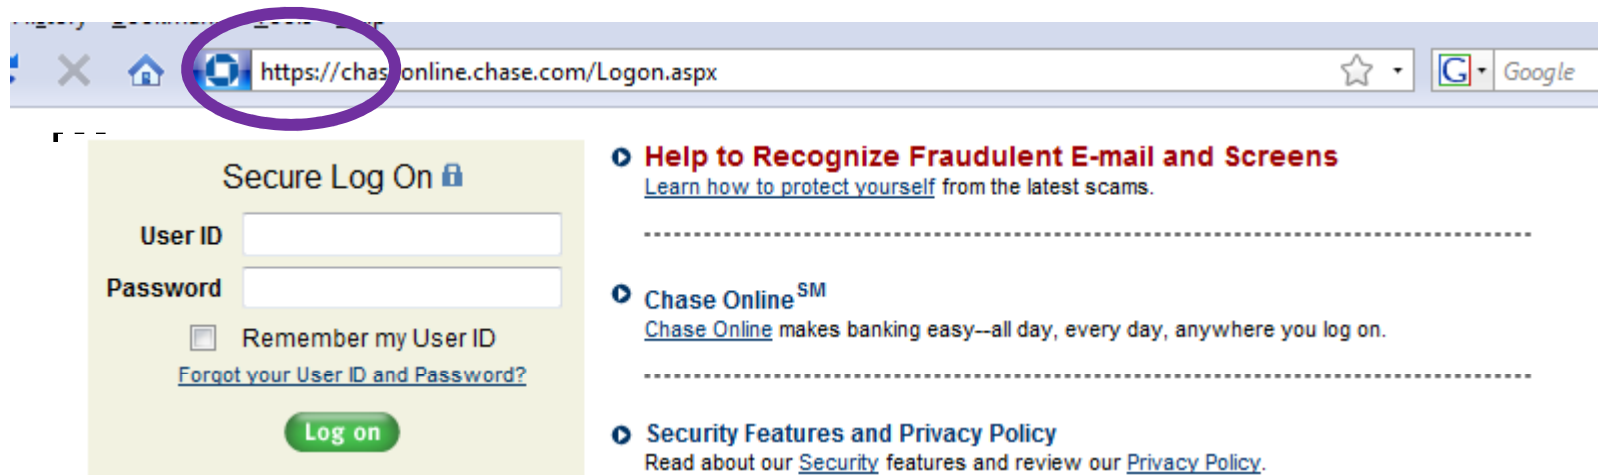 https://chaseonline.chase.com/Logon.aspx
G Google
Secure Log On
User ID
Password
Remember my User ID
Forgot your User ID and Password?
Log on
Help to Recognize Fraudulent E-mail and Screens
Learn how to protect yourself from the latest scams.
Chase Online SM
Chase Online makes banking easy--all day, every day, anywhere you log on.
Security Features and Privacy Policy
Read about our Security features and review our Privacy Policy.